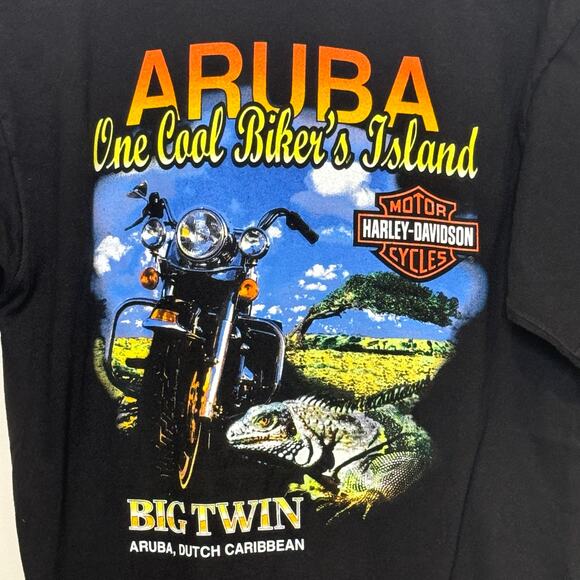 ARUBA
One Cool Biker's Island
MOTOR
HARLEY-DAVIDSON
CYCLES
BIG TWIN
ARUBA, DUTCH CARIBBEAN